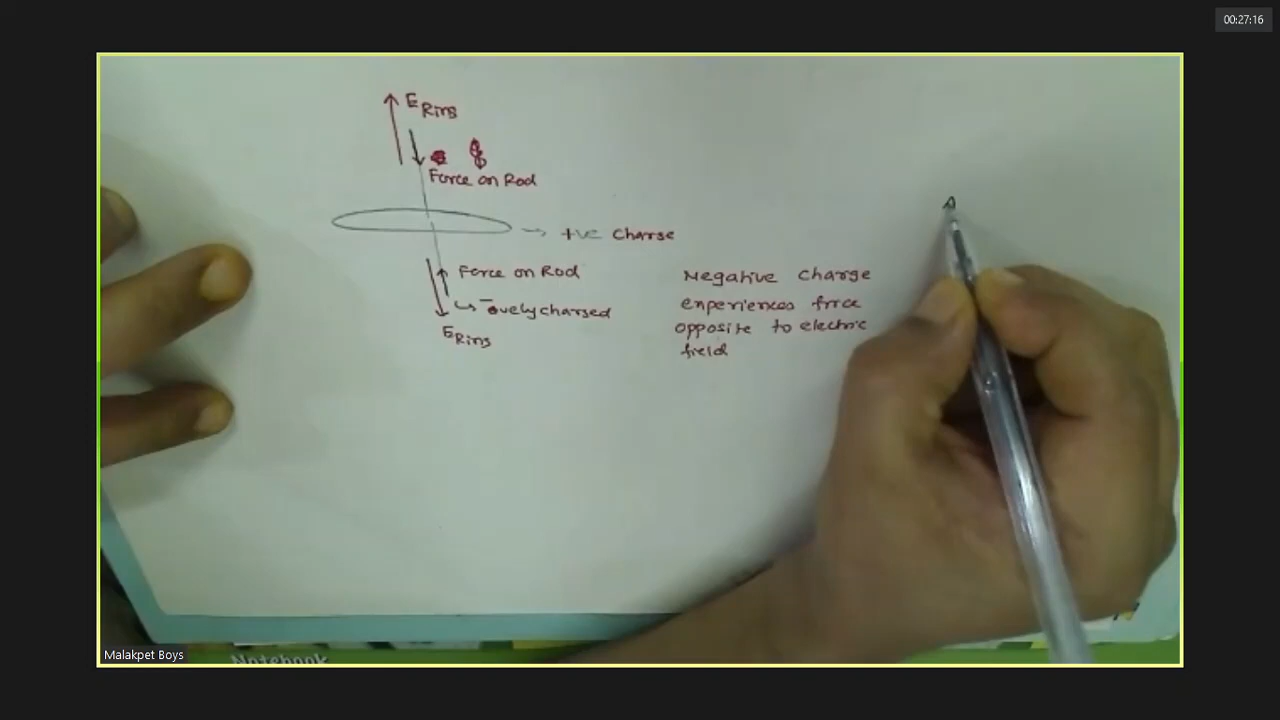 00:27:16
E Ring
Force on Rod
+ve charge
Force on Rod
-vely charged
E Ring
Negative charge
experiences force
opposite to electric
field
Malakpet Boys
Notebook